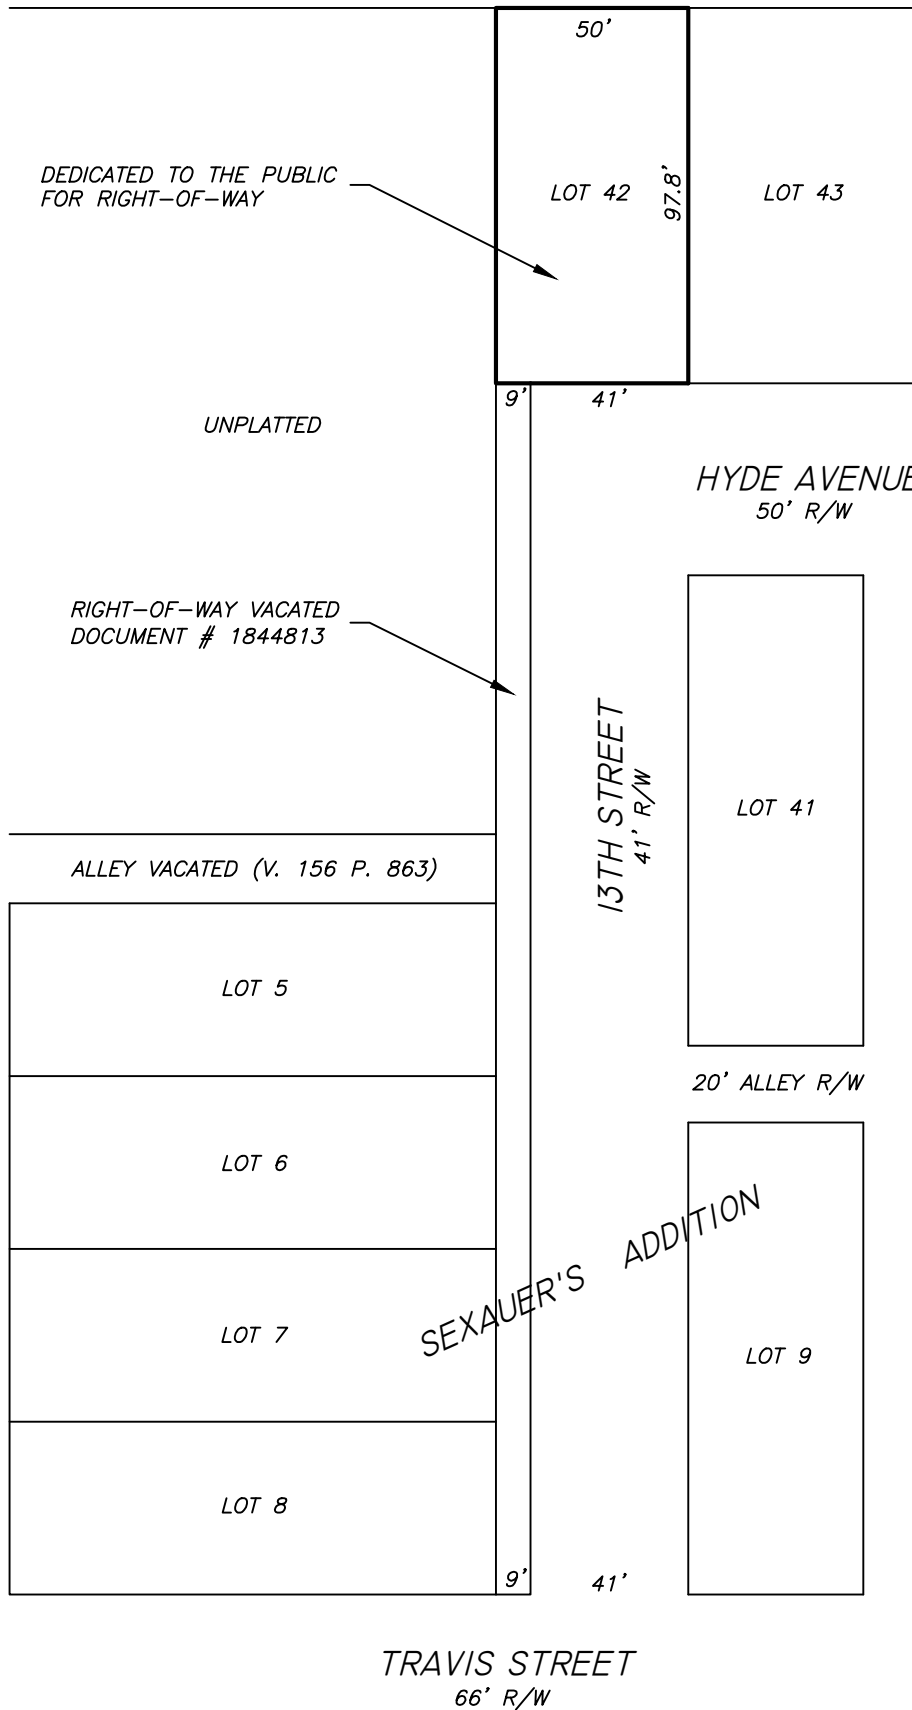 50'
DEDICATED TO THE PUBLIC
FOR RIGHT-OF-WAY
LOT 42
97.8'
LOT 43
9'
41'
UNPLATTED
HYDE AVENUE
50' R/W
RIGHT-OF-WAY VACATED
DOCUMENT # 1844813
13TH STREET
41' R/W
LOT 41
ALLEY VACATED (V. 156 P. 863)
LOT 5
20' ALLEY R/W
LOT 6
SEXAUER'S ADDITION
LOT 7
LOT 9
LOT 8
9'
41'
TRAVIS STREET
66' R/W